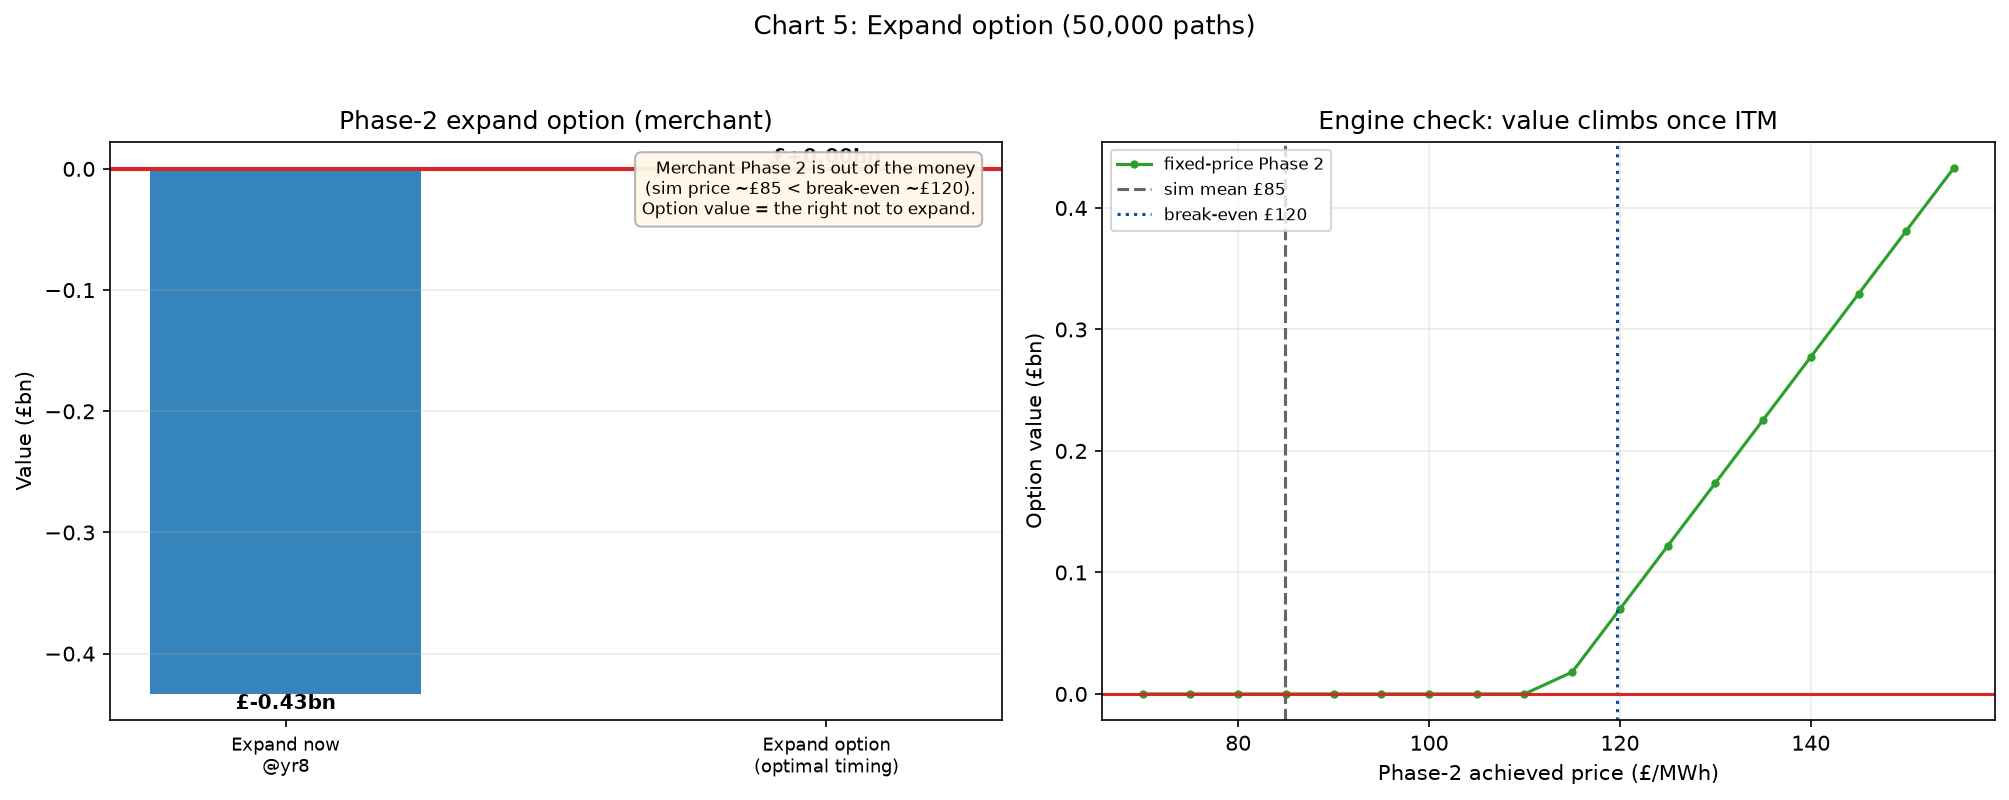 Chart 5: Expand option (50,000 paths)
Phase-2 expand option (merchant)
Value (£bn)
0.0
−0.1
−0.2
−0.3
−0.4
£+0.00bn
Merchant Phase 2 is out of the money
(sim price ~£85 < break-even ~£120).
Option value = the right not to expand.
£-0.43bn
Expand now
@yr8
Expand option
(optimal timing)
Engine check: value climbs once ITM
fixed-price Phase 2
sim mean £85
break-even £120
Option value (£bn)
0.4
0.3
0.2
0.1
0.0
80
100
120
140
Phase-2 achieved price (£/MWh)